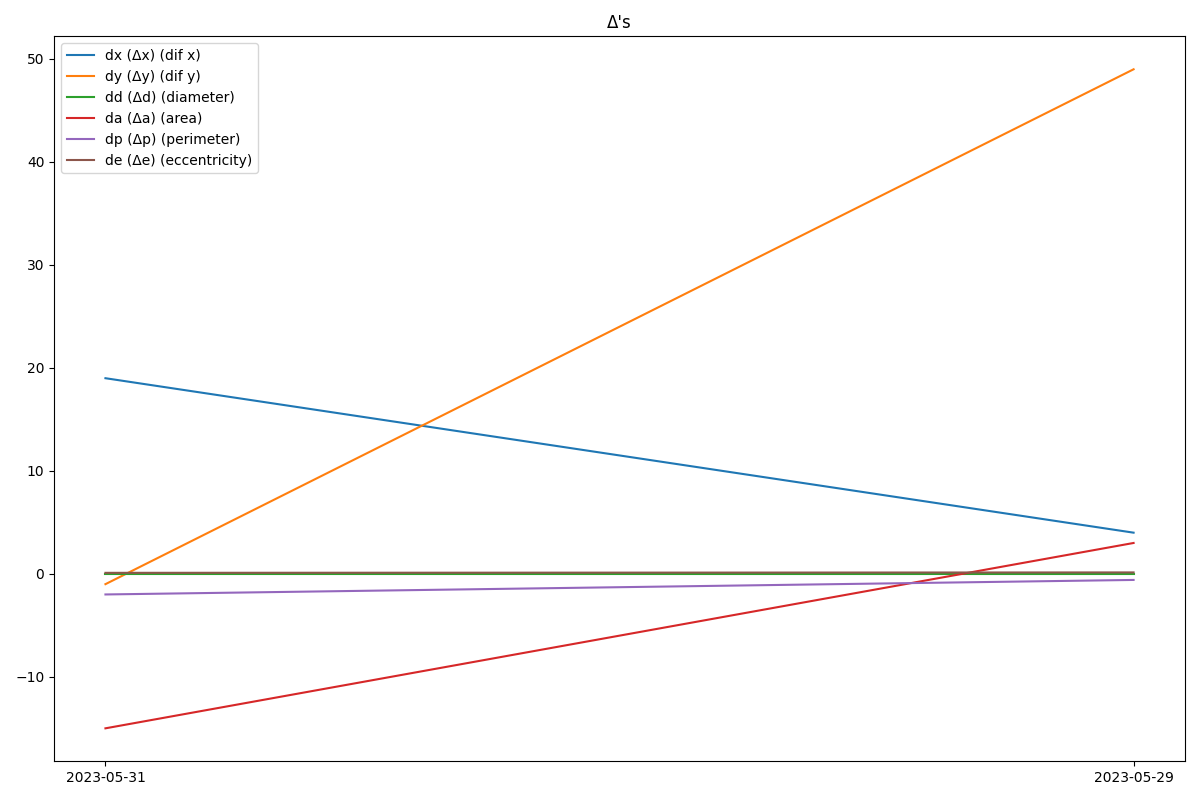 Δ's
dx (Δx) (dif x)
dy (Δy) (dif y)
dd (Δd) (diameter)
da (Δa) (area)
dp (Δp) (perimeter)
de (Δe) (eccentricity)
50
40
30
20
10
0
−10
2023-05-31
2023-05-29